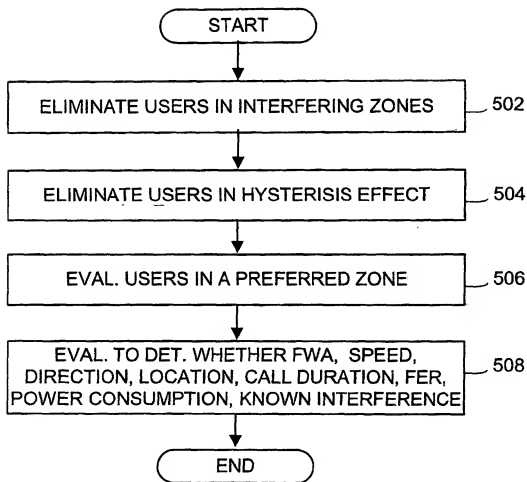 START
ELIMINATE USERS IN INTERFERING ZONES
502
ELIMINATE USERS IN HYSTERISIS EFFECT
504
EVAL. USERS IN A PREFERRED ZONE
506
EVAL. TO DET. WHETHER FWA, SPEED,
DIRECTION, LOCATION, CALL DURATION, FER,
POWER CONSUMPTION, KNOWN INTERFERENCE
508
END